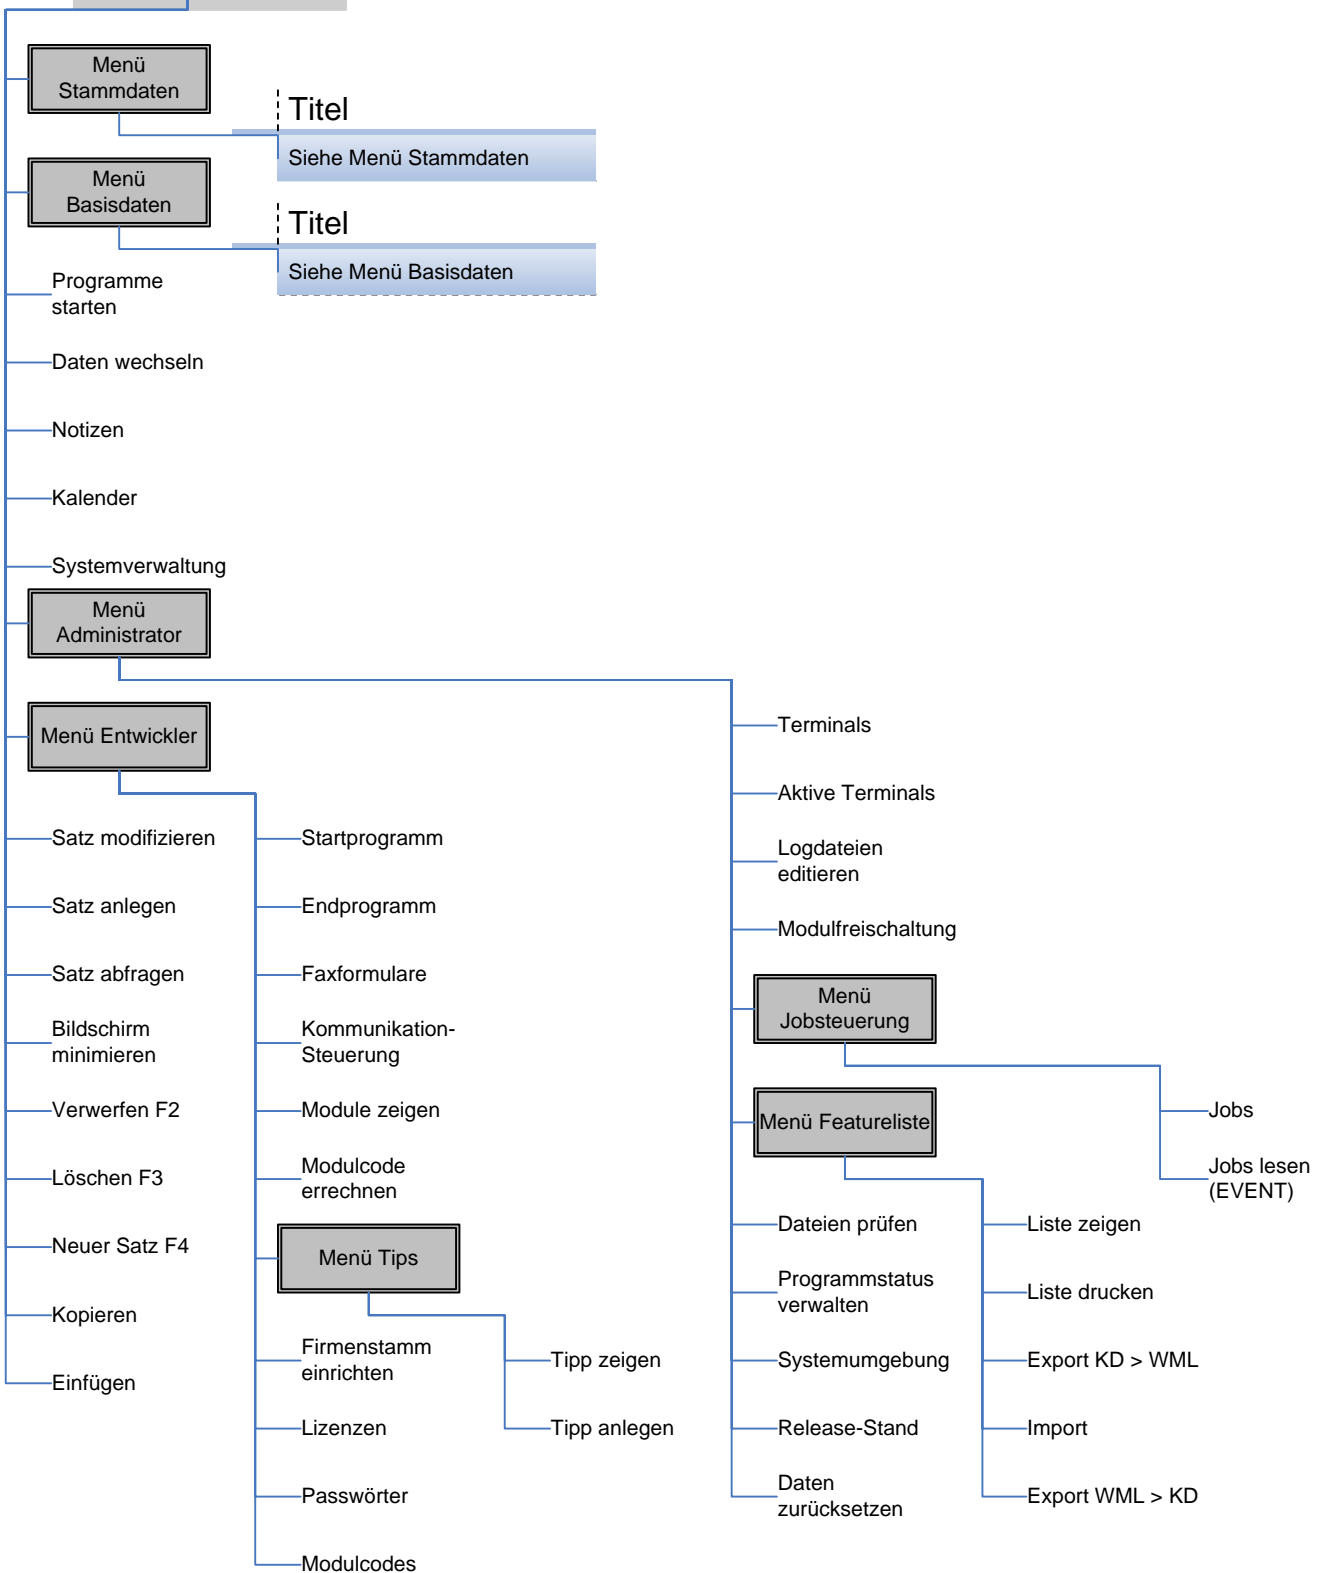 Menü
Stammdaten
Titel
Siehe Menü Stammdaten
Menü
Basisdaten
Titel
Siehe Menü Basisdaten
Programme
starten
Daten wechseln
Notizen
Kalender
Systemverwaltung
Menü
Administrator
Menü Entwickler
Satz modifizieren
Satz anlegen
Satz abfragen
Bildschirm
minimieren
Verwerfen F2
Löschen F3
Neuer Satz F4
Kopieren
Einfügen
Startprogramm
Endprogramm
Faxformulare
Kommunikation-
Steuerung
Module zeigen
Modulcode
errechnen
Menü Tips
Firmenstamm
einrichten
Lizenzen
Passwörter
Modulcodes
Tipp zeigen
Tipp anlegen
Terminals
Aktive Terminals
Logdateien
editieren
Modulfreischaltung
Menü
Jobsteuerung
Menü Featureliste
Dateien prüfen
Programmstatus
verwalten
Systemumgebung
Release-Stand
Daten
zurücksetzen
Jobs
Jobs lesen
(EVENT)
Liste zeigen
Liste drucken
Export KD > WML
Import
Export WML > KD